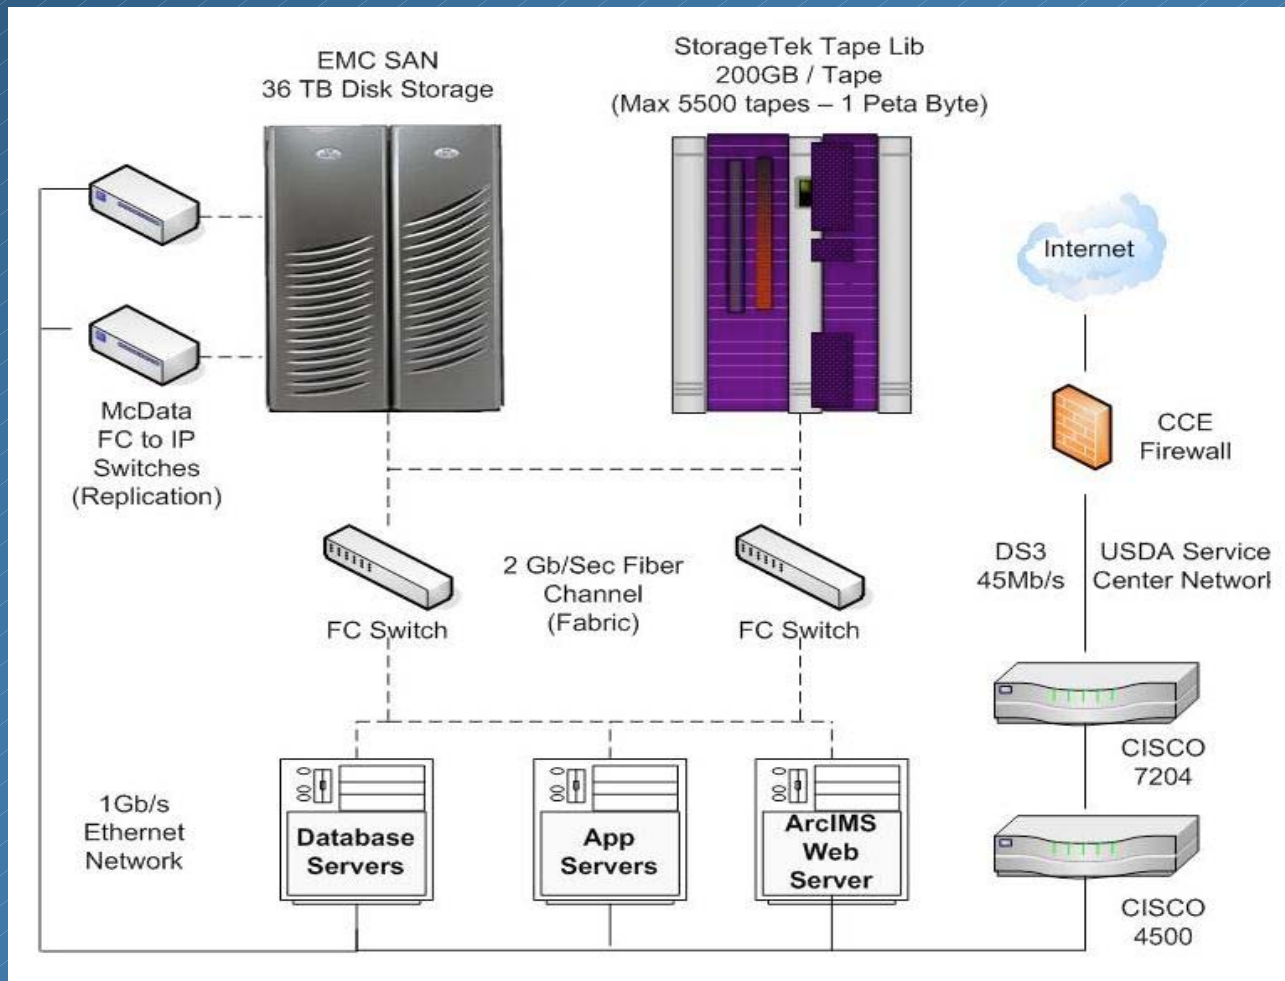 EMC SAN
36 TB Disk Storage
StorageTek Tape Lib
200GB / Tape
(Max 5500 tapes – 1 Peta Byte)
Internet
McData
FC to IP
Switches
(Replication)
CCE
Firewall
DS3
45Mb/s
USDA Service
Center Network
2 Gb/Sec Fiber
Channel
(Fabric)
FC Switch
FC Switch
CISCO
7204
1Gb/s
Ethernet
Network
Database
Servers
App
Servers
ArcIMS
Web
Server
CISCO
4500